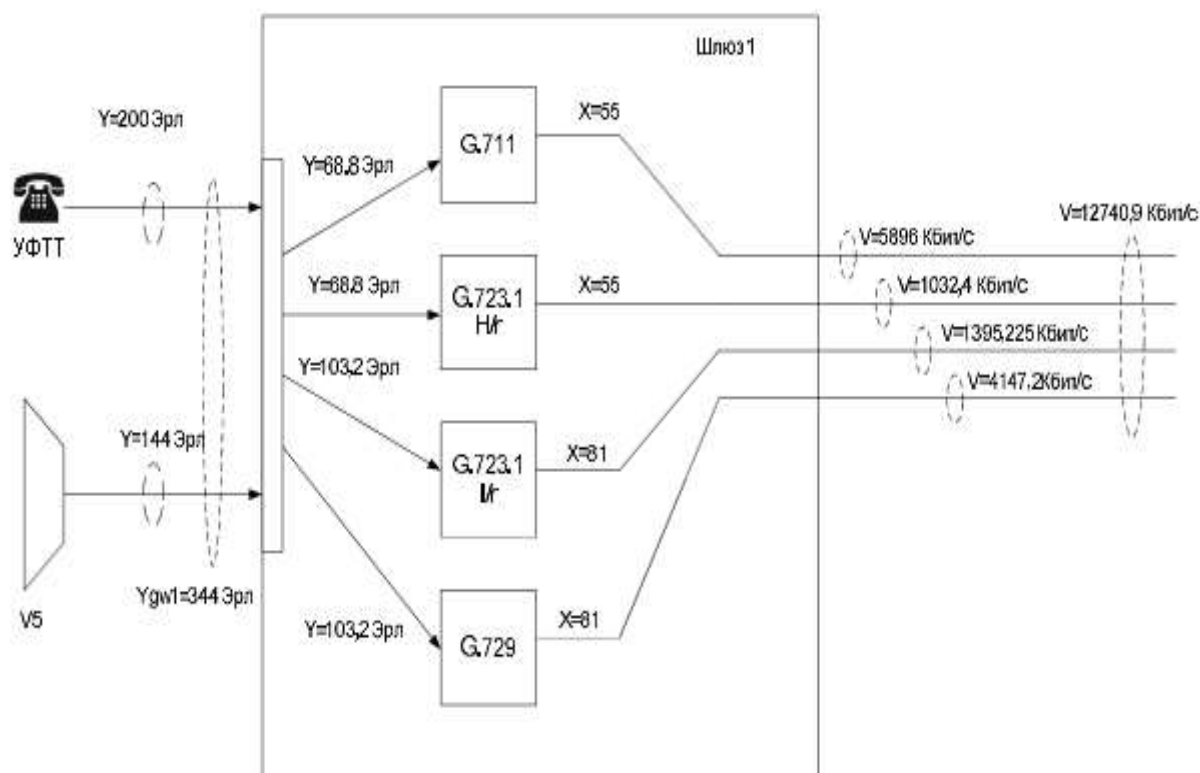 Шлюз 1
Y=200 Эрл
УФТТ
Y=144 Эрл
V5
Ygw1=344 Эрл
Y=68.8 Эрл
Y=68.8 Эрл
Y=103,2 Эрл
Y=103,2 Эрл
G.711
G.723.1
H/r
G.723.1
l/r
G.729
X=55
X=55
X=81
X=81
V=5896 Кбит/с
V=1032,4 Кбит/с
V=1395,225 Кбит/с
V=4147,2Кбит/с
V=12740,9 Кбит/с